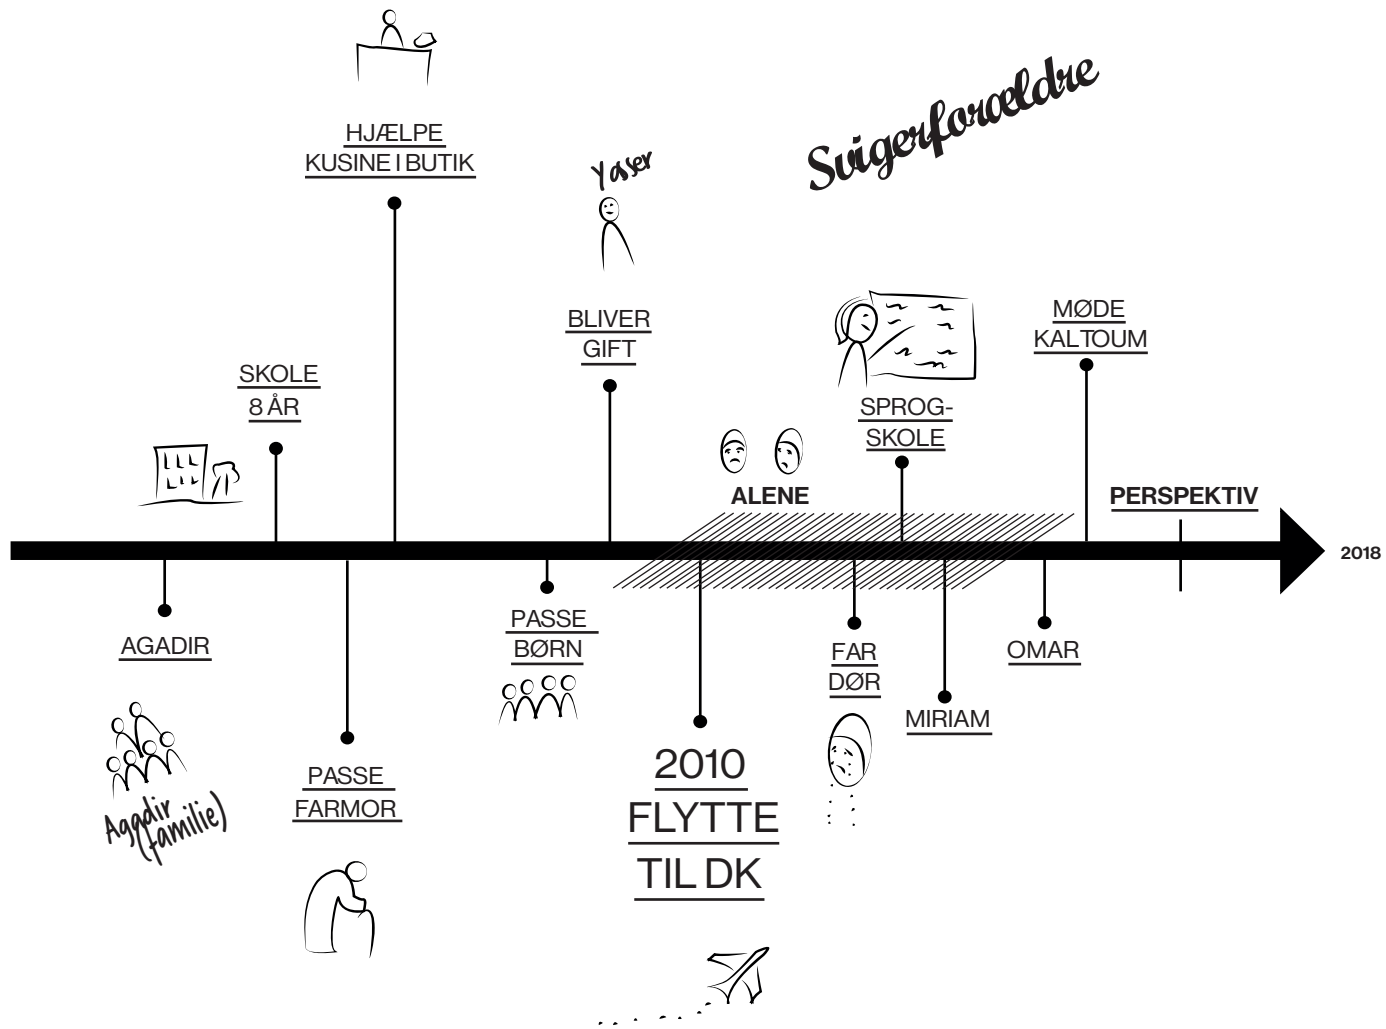 Svigerforældre
HJÆLPE
KUSINE I BUTIK
Yasser
BLIVER
GIFT
MØDE
KALTOUM
SKOLE
8 ÅR
SPROG-
SKOLE
ALENE
PERSPEKTIV
2018
AGADIR
PASSE
BØRN
FAR
DØR
OMAR
MIRIAM
2010
FLYTTE
TIL DK
PASSE
FARMOR
Agadir
(familie)